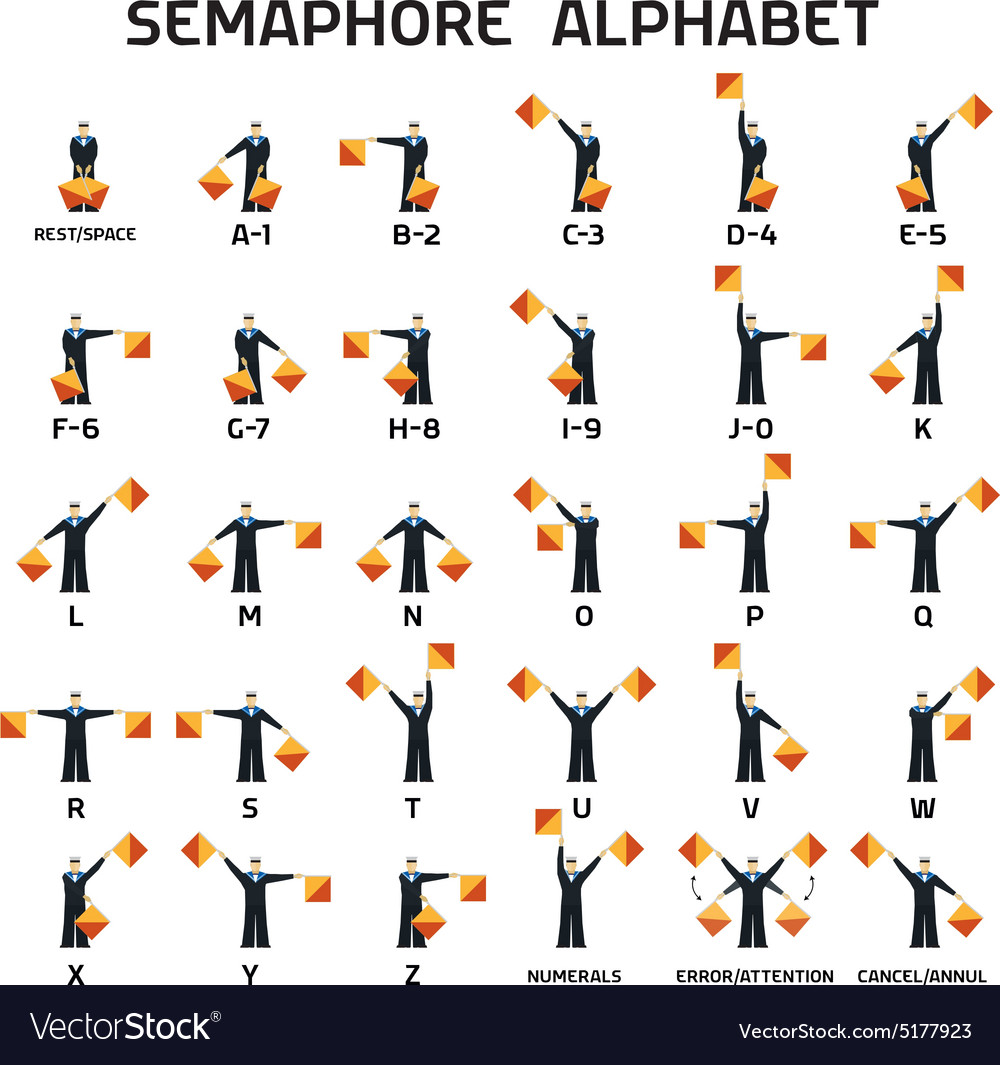 SEMAPHORE ALPHABET
REST/SPACE A-1 B-2 C-3 D-4 E-5
F-6 G-7 H-8 I-9 J-0 K
L M N O P Q
R S T U V W
X Y Z NUMERALS ERROR/ATTENTION CANCEL/ANNUL
VectorStock® VectorStock.com/5177923